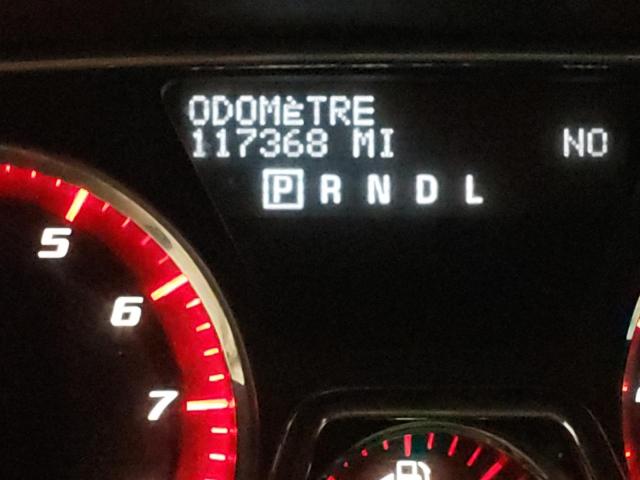 ODOMèTRE
117368 MI NO
P R N D L
5
6
7